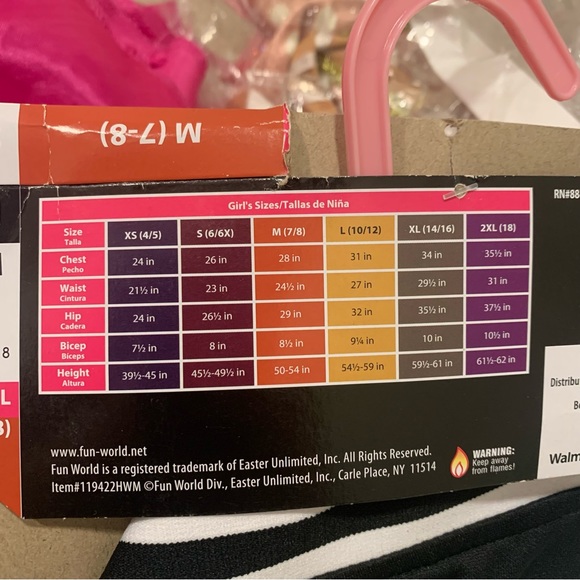 M (7-8)
RN#88
Girl's Sizes/Tallas de Niña
Size Talla XS (4/5) S (6/6X) M (7/8) L (10/12) XL (14/16) 2XL (18)
Chest Pecho 24 in 26 in 28 in 31 in 34 in 35½ in
Waist Cintura 21½ in 23 in 24½ in 27 in 29½ in 31 in
Hip Cadera 24 in 26½ in 29 in 32 in 35½ in 37½ in
Bicep Biceps 7½ in 8 in 8½ in 9¼ in 10 in 10½ in
Height Altura 39½-45 in 45½-49½ in 50-54 in 54½-59 in 59½-61 in 61½-62 in
8
L
8)
www.fun-world.net
Fun World is a registered trademark of Easter Unlimited, Inc. All Rights Reserved.
Item#119422HWM ©Fun World Div., Easter Unlimited, Inc., Carle Place, NY 11514
WARNING:
Keep away
from flames!
Distribu
Be
Walm